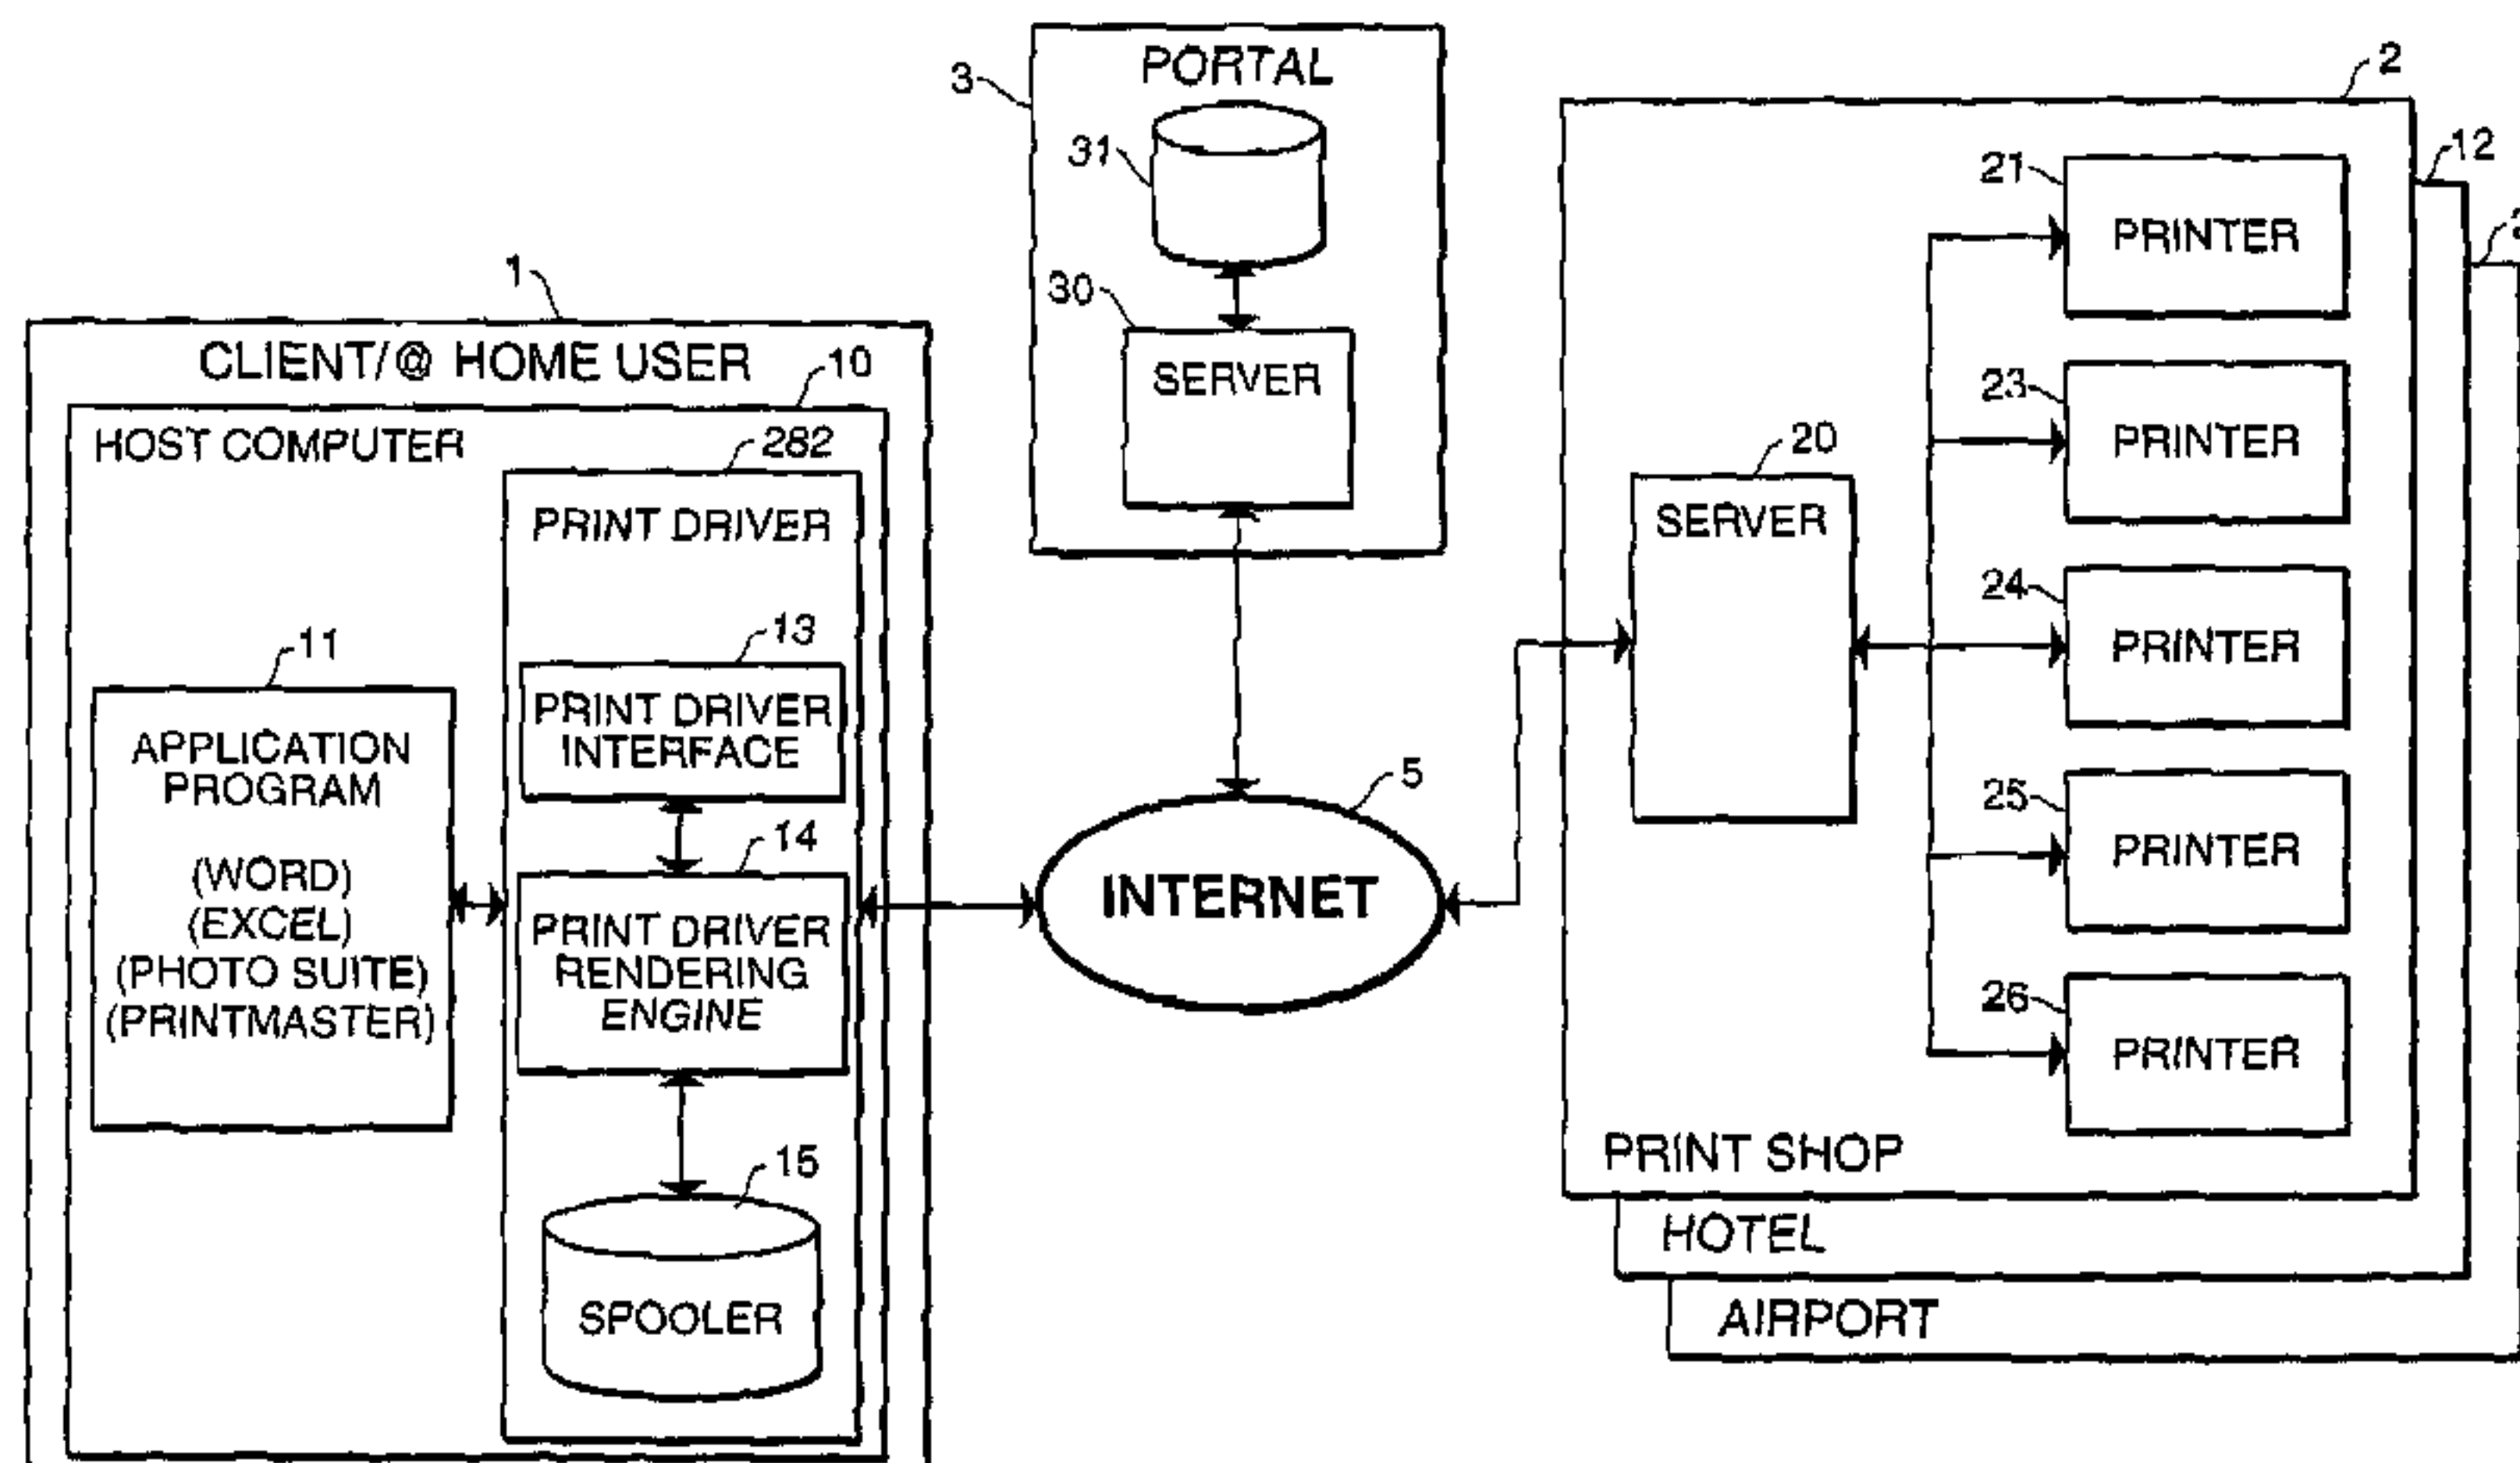 1
CLIENT/@ HOME USER
10
HOST COMPUTER
282
PRINT DRIVER
11
APPLICATION
PROGRAM
(WORD)
(EXCEL)
(PHOTO SUITE)
(PRINTMASTER)
13
PRINT DRIVER
INTERFACE
14
PRINT DRIVER
RENDERING
ENGINE
15
SPOOLER
3
PORTAL
31
30
SERVER
5
INTERNET
2
12
20
SERVER
21
PRINTER
23
PRINTER
24
PRINTER
25
PRINTER
26
PRINTER
PRINT SHOP
HOTEL
AIRPORT